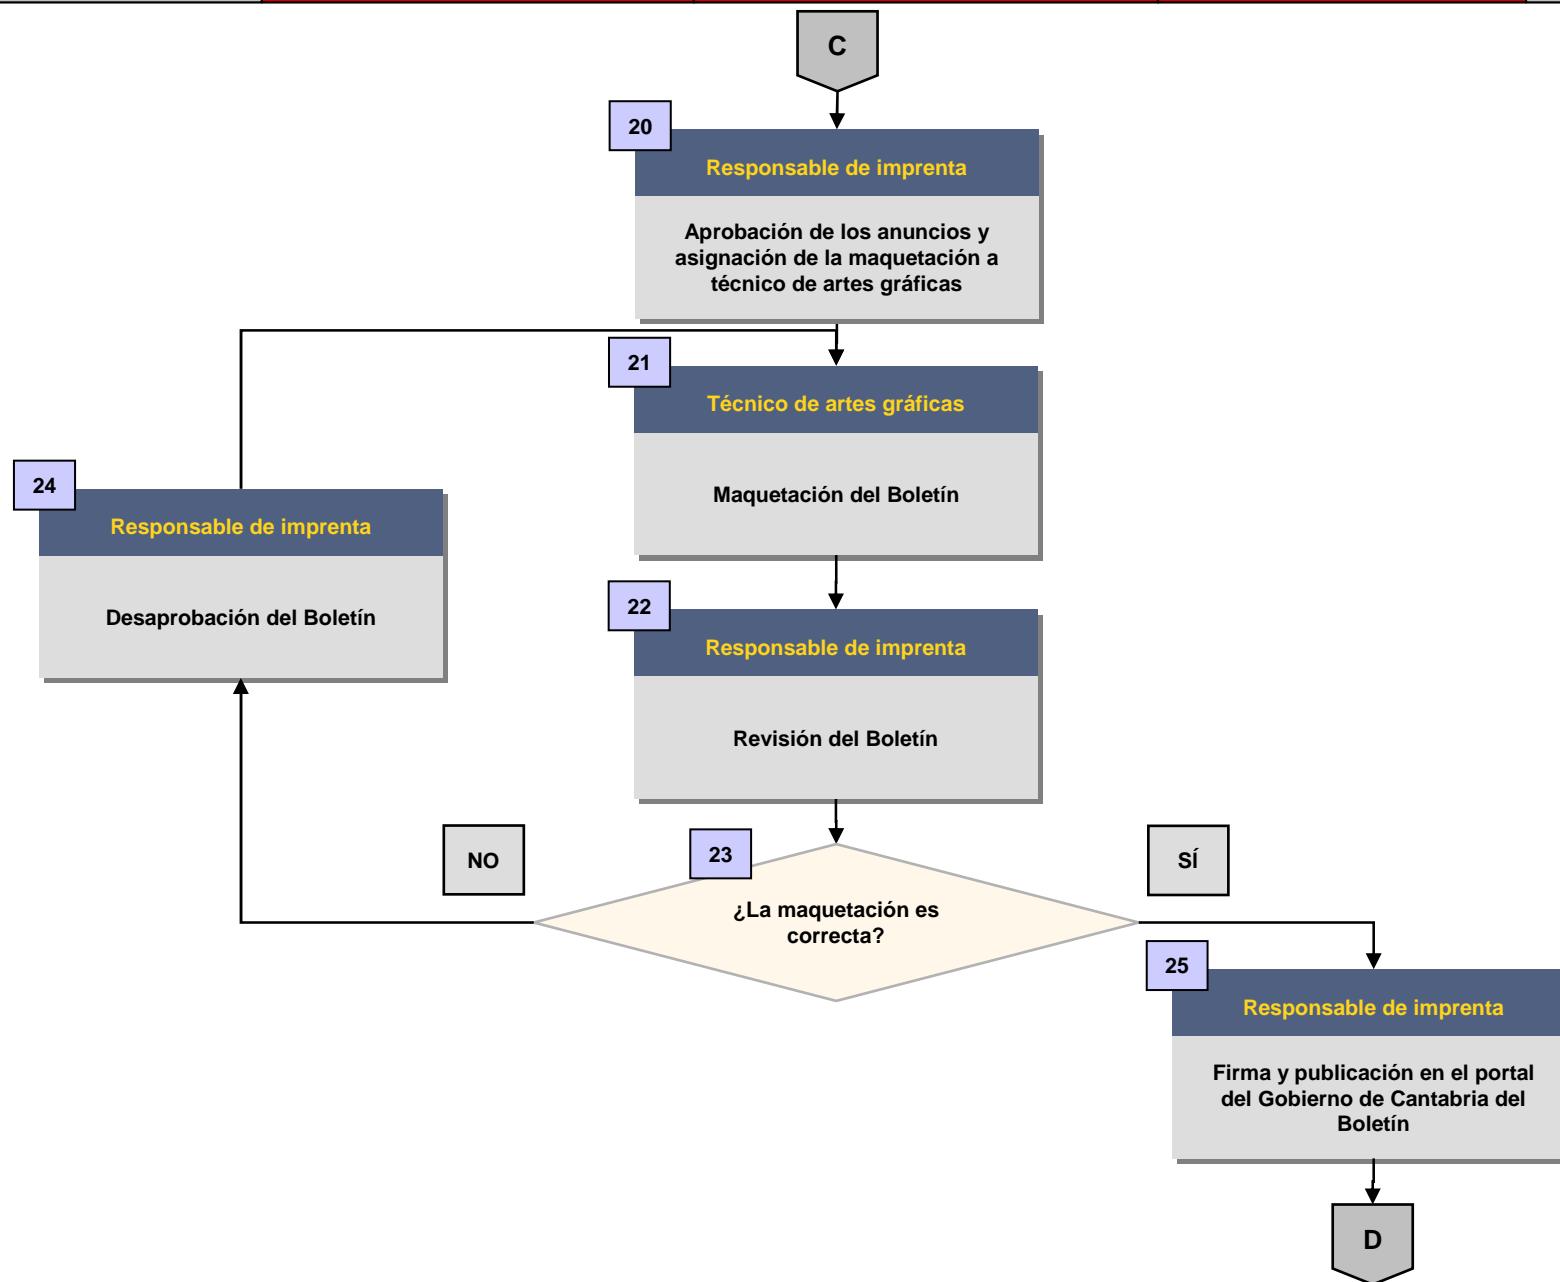 C
20
Responsable de imprenta
Aprobación de los anuncios y
asignación de la maquetación a
técnico de artes gráficas
21
Técnico de artes gráficas
Maquetación del Boletín
24
Responsable de imprenta
Desaprobación del Boletín
22
Responsable de imprenta
Revisión del Boletín
NO
23
SÍ
¿La maquetación es
correcta?
25
Responsable de imprenta
Firma y publicación en el portal
del Gobierno de Cantabria del
Boletín
D